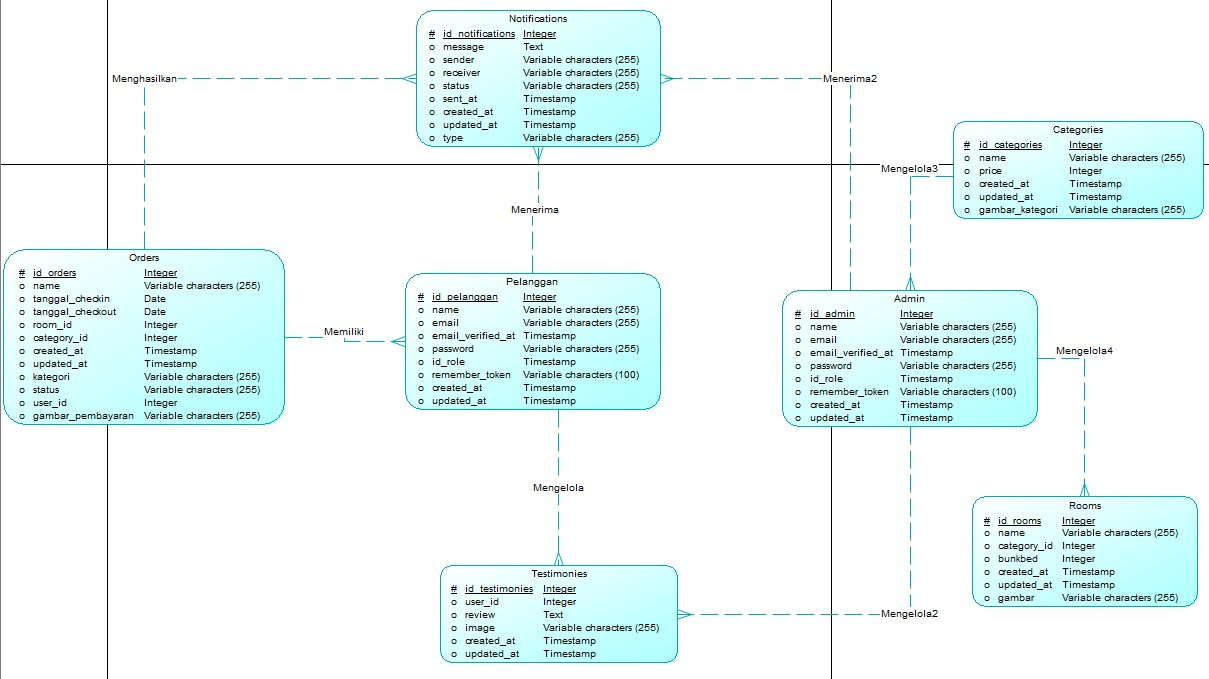 Notifications
# id_notifications Integer
o message Text
o sender Variable characters (255)
o receiver Variable characters (255)
o status Variable characters (255)
o sent_at Timestamp
o created_at Timestamp
o updated_at Timestamp
o type Variable characters (255)
Menghasilkan
Menerima2
Categories
# id_categories Integer
o name Variable characters (255)
o price Integer
o created_at Timestamp
o updated_at Timestamp
o gambar_kategori Variable characters (255)
Mengelola3
Menerima
Orders
# id_orders Integer
o name Variable characters (255)
o tanggal_checkin Date
o tanggal_checkout Date
o room_id Integer
o category_id Integer
o created_at Timestamp
o updated_at Timestamp
o kategori Variable characters (255)
o status Variable characters (255)
o user_id Integer
o gambar_pembayaran Variable characters (255)
Memiliki
Pelanggan
# id_pelanggan Integer
o name Variable characters (255)
o email Variable characters (255)
o email_verified_at Timestamp
o password Variable characters (255)
o id_role Timestamp
o remember_token Variable characters (100)
o created_at Timestamp
o updated_at Timestamp
Admin
# id_admin Integer
o name Variable characters (255)
o email Variable characters (255)
o email_verified_at Timestamp
o password Variable characters (255)
o id_role Timestamp
o remember_token Variable characters (100)
o created_at Timestamp
o updated_at Timestamp
Mengelola4
Mengelola
Rooms
# id_rooms Integer
o name Variable characters (255)
o category_id Integer
o bunkbed Integer
o created_at Timestamp
o updated_at Timestamp
o gambar Variable characters (255)
Testimonies
# id_testimonies Integer
o user_id Integer
o review Text
o image Variable characters (255)
o created_at Timestamp
o updated_at Timestamp
Mengelola2